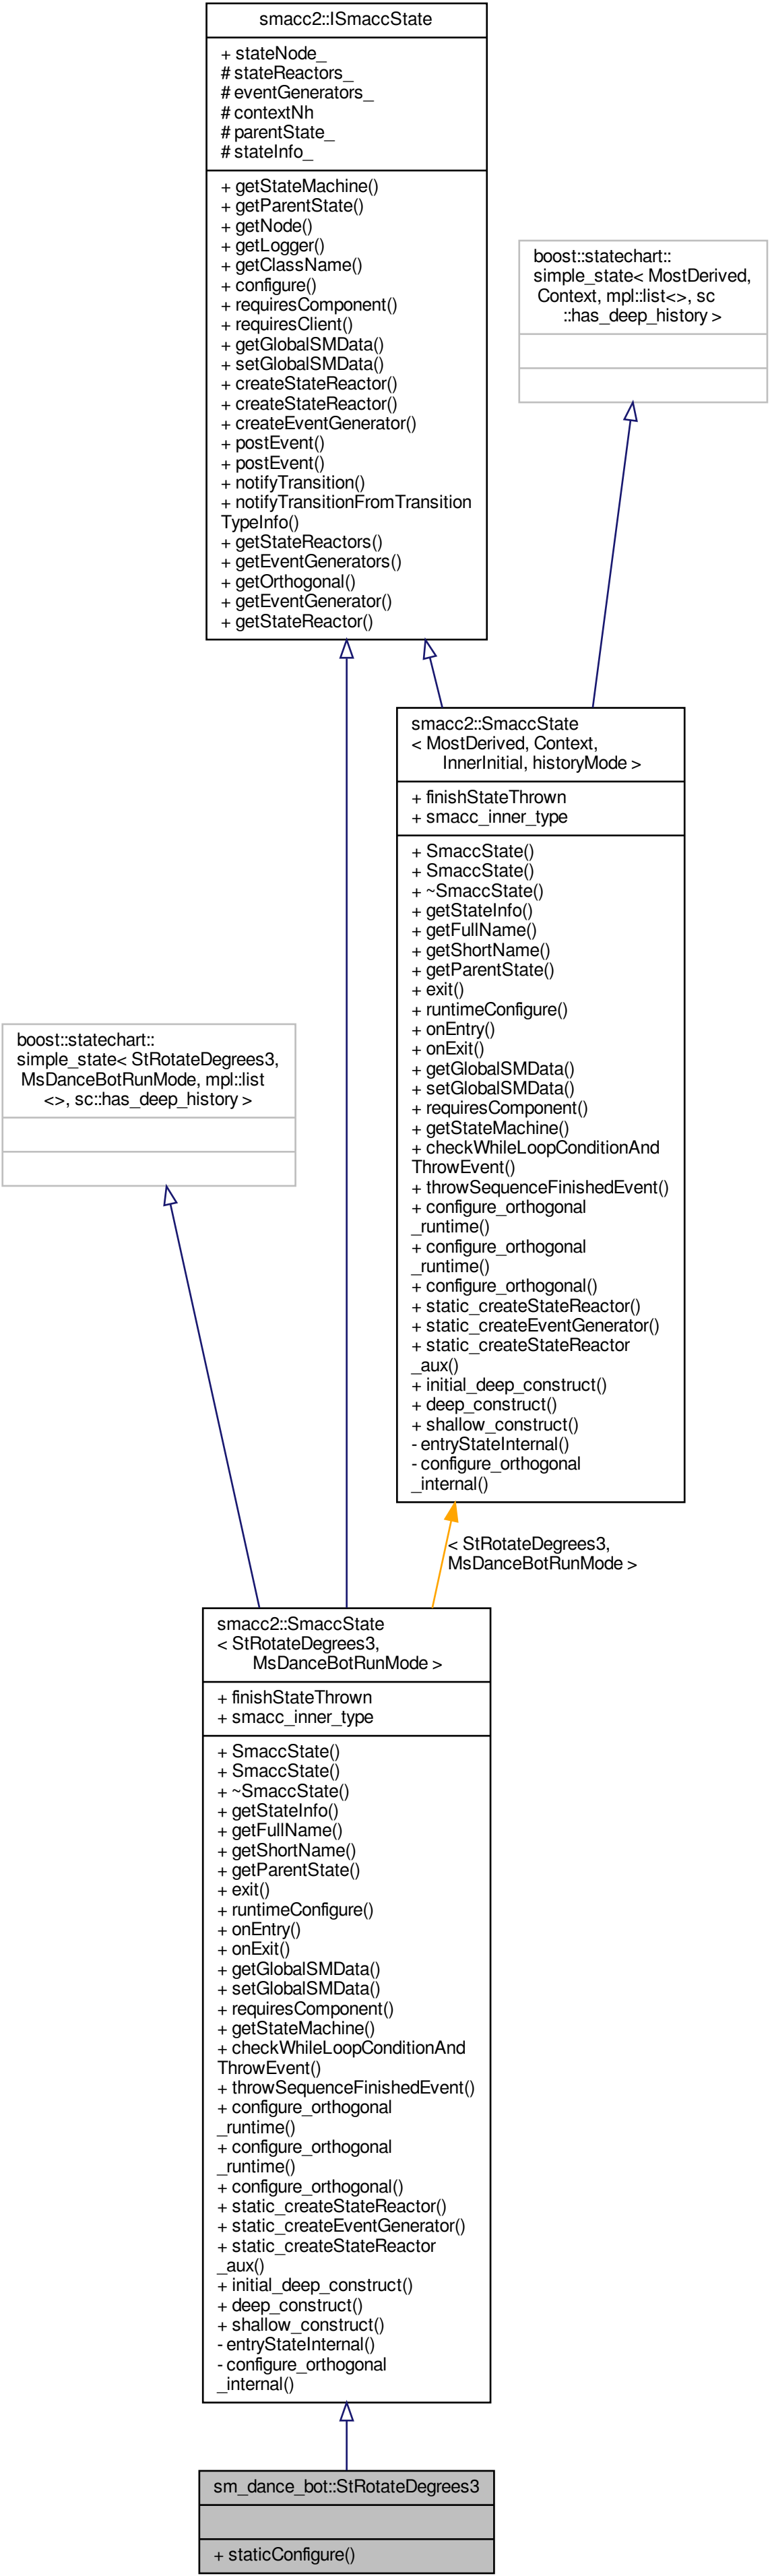 smacc2::ISmaccState
+ stateNode_
# stateReactors_
# eventGenerators_
# contextNh
# parentState_
# stateInfo_
+ getStateMachine()
+ getParentState()
+ getNode()
+ getLogger()
+ getClassName()
+ configure()
+ requiresComponent()
+ requiresClient()
+ getGlobalSMData()
+ setGlobalSMData()
+ createStateReactor()
+ createStateReactor()
+ createEventGenerator()
+ postEvent()
+ postEvent()
+ notifyTransition()
+ notifyTransitionFromTransition
TypeInfo()
+ getStateReactors()
+ getEventGenerators()
+ getOrthogonal()
+ getEventGenerator()
+ getStateReactor()
boost::statechart::
simple_state< MostDerived,
Context, mpl::list<>, sc
::has_deep_history >
smacc2::SmaccState
< MostDerived, Context,
InnerInitial, historyMode >
+ finishStateThrown
+ smacc_inner_type
+ SmaccState()
+ SmaccState()
+ ~SmaccState()
+ getStateInfo()
+ getFullName()
+ getShortName()
+ getParentState()
+ exit()
+ runtimeConfigure()
+ onEntry()
+ onExit()
+ getGlobalSMData()
+ setGlobalSMData()
+ requiresComponent()
+ getStateMachine()
+ checkWhileLoopConditionAnd
ThrowEvent()
+ throwSequenceFinishedEvent()
+ configure_orthogonal
_runtime()
+ configure_orthogonal
_runtime()
+ configure_orthogonal()
+ static_createStateReactor()
+ static_createEventGenerator()
+ static_createStateReactor
_aux()
+ initial_deep_construct()
+ deep_construct()
+ shallow_construct()
- entryStateInternal()
- configure_orthogonal
_internal()
boost::statechart::
simple_state< StRotateDegrees3,
MsDanceBotRunMode, mpl::list
<>, sc::has_deep_history >
< StRotateDegrees3,
MsDanceBotRunMode >
smacc2::SmaccState
< StRotateDegrees3,
MsDanceBotRunMode >
+ finishStateThrown
+ smacc_inner_type
+ SmaccState()
+ SmaccState()
+ ~SmaccState()
+ getStateInfo()
+ getFullName()
+ getShortName()
+ getParentState()
+ exit()
+ runtimeConfigure()
+ onEntry()
+ onExit()
+ getGlobalSMData()
+ setGlobalSMData()
+ requiresComponent()
+ getStateMachine()
+ checkWhileLoopConditionAnd
ThrowEvent()
+ throwSequenceFinishedEvent()
+ configure_orthogonal
_runtime()
+ configure_orthogonal
_runtime()
+ configure_orthogonal()
+ static_createStateReactor()
+ static_createEventGenerator()
+ static_createStateReactor
_aux()
+ initial_deep_construct()
+ deep_construct()
+ shallow_construct()
- entryStateInternal()
- configure_orthogonal
_internal()
sm_dance_bot::StRotateDegrees3
+ staticConfigure()